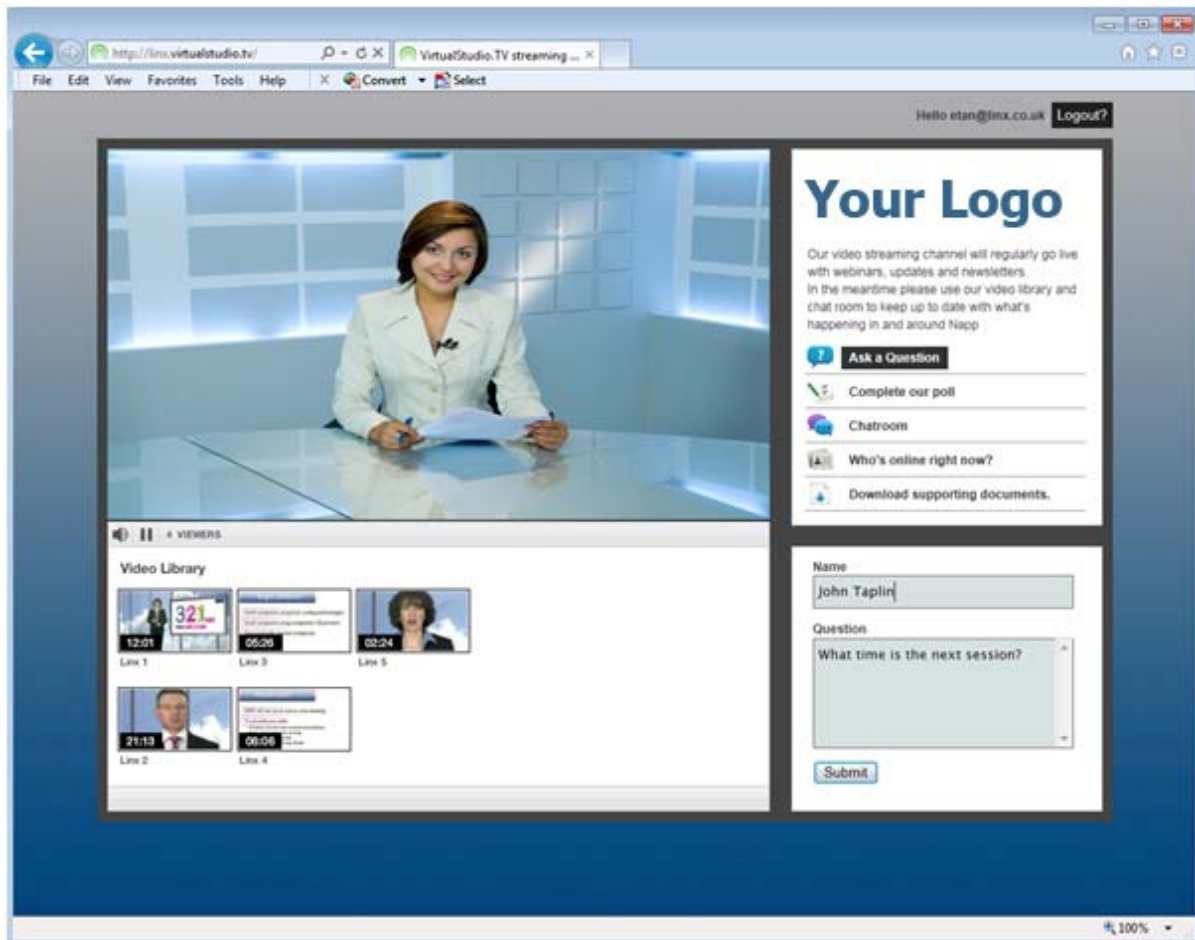 http://linx.virtualstudio.tv/
VirtualStudio.TV streaming ...
File Edit View Favorites Tools Help X Convert Select
Hello etan@linx.co.uk Logout?
Your Logo
Our video streaming channel will regularly go live
with webinars, updates and newsletters.
In the meantime please use our video library and
chat room to keep up to date with what's
happening in and around Napp
Ask a Question
Complete our poll
Chatroom
Who's online right now?
Download supporting documents.
VIEWERS
Video Library
321
12:01
05:26
02:24
Linx 1
Linx 3
Linx 5
21:13
06:06
Linx 2
Linx 4
Name
John Taplin
Question
What time is the next session?
Submit
100%